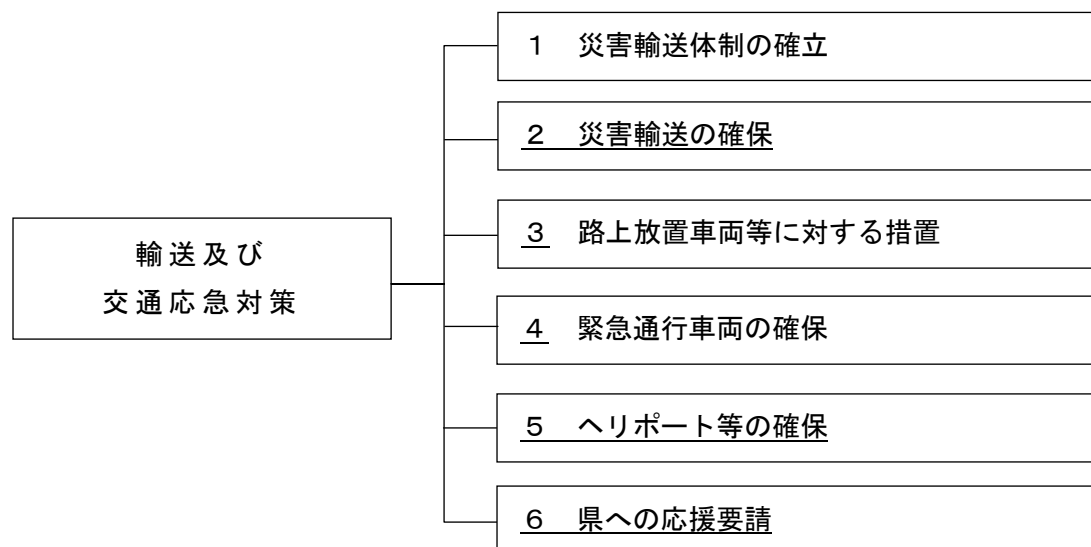 輸送及び
交通応急対策
１　災害輸送体制の確立
２　災害輸送の確保
３　路上放置車両等に対する措置
４　緊急通行車両の確保
５　ヘリポート等の確保
６　県への応援要請